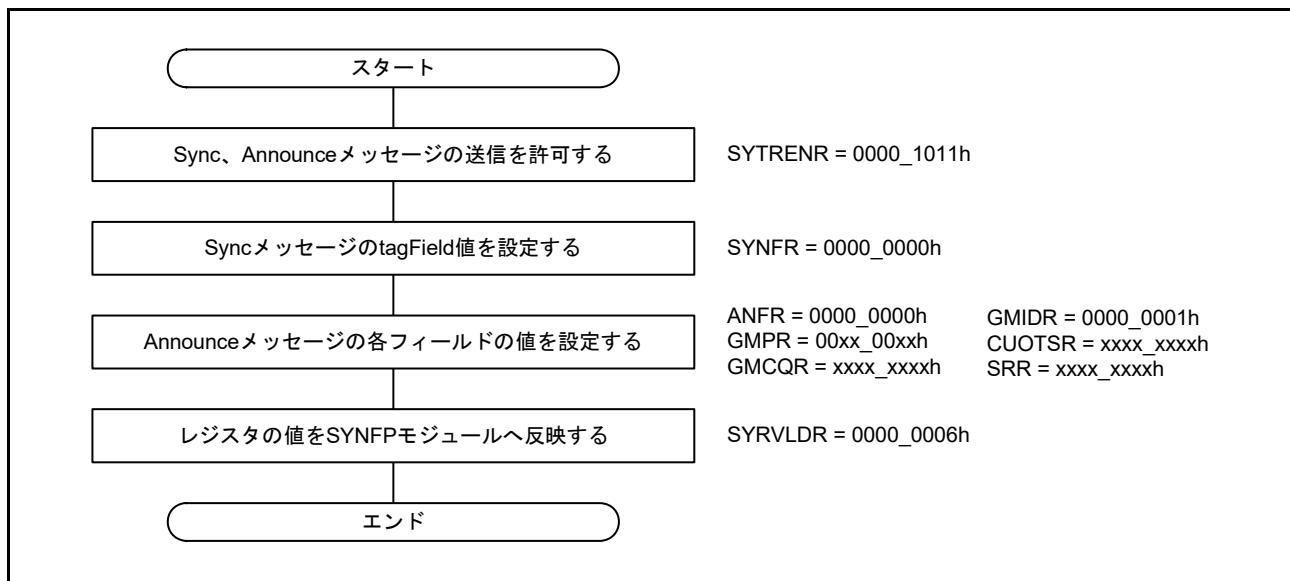 スタート
Sync、Announceメッセージの送信を許可する
SYTRENR = 0000_1011h
SyncメッセージのtagField値を設定する
SYNFR = 0000_0000h
Announceメッセージの各フィールドの値を設定する
ANFR = 0000_0000h
GMPR = 00xx_00xxh
GMCQR = xxxx_xxxxh
GMIDR = 0000_0001h
CUOTSR = xxxx_xxxxh
SRR = xxxx_xxxxh
レジスタの値をSYNFPモジュールへ反映する
SYRVLDR = 0000_0006h
エンド